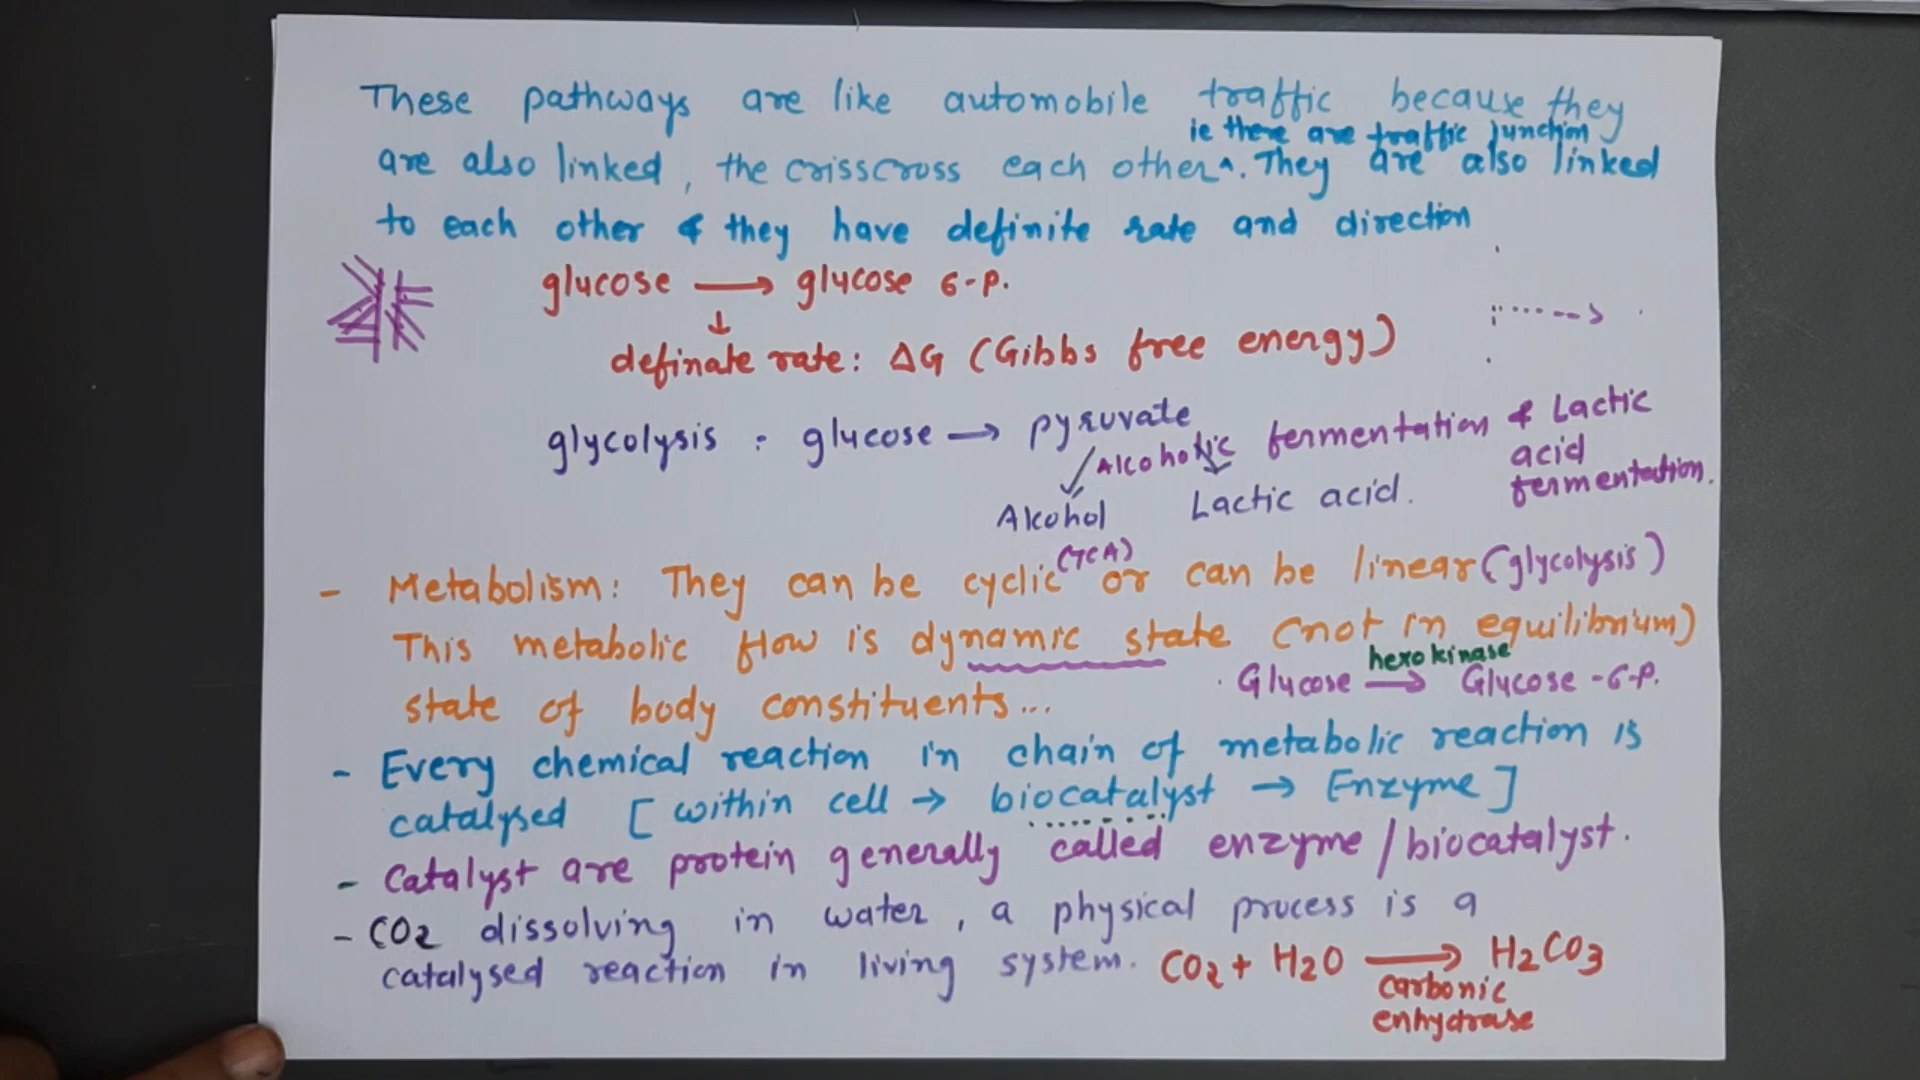 These pathways are like automobile traffic because they
ie there are traffic junction
are also linked, the crisscross each other ^. They are also linked
to each other & they have definite rate and direction
glucose → glucose 6-P.
↓
definate rate: ΔG (Gibbs free energy)
glycolysis : glucose → pyruvate
Alcoholic fermentation & Lactic
acid
fermentation.
Alcohol Lactic acid.
(TCA)
- Metabolism: They can be cyclic or can be linear (glycolysis)
This metabolic flow is dynamic state (not in equilibrium)
hexokinase
Glucose → Glucose -6-P.
state of body constituents...
- Every chemical reaction in chain of metabolic reaction is
catalysed [within cell → biocatalyst → Enzyme]
- Catalyst are protein generally called enzyme/biocatalyst.
- CO2 dissolving in water, a physical process is a
catalysed reaction in living system. CO2 + H2O → H2CO3
carbonic
enhydrase